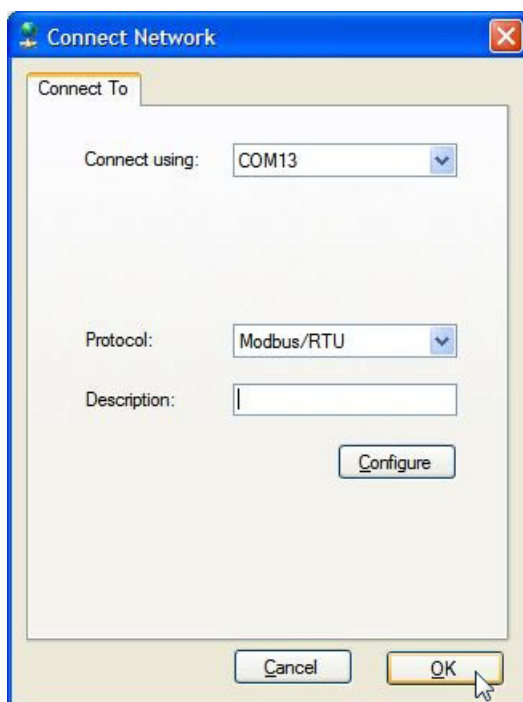 Connect Network
Connect To
Connect using: COM13
Protocol: Modbus/RTU
Description:
Configure
Cancel OK